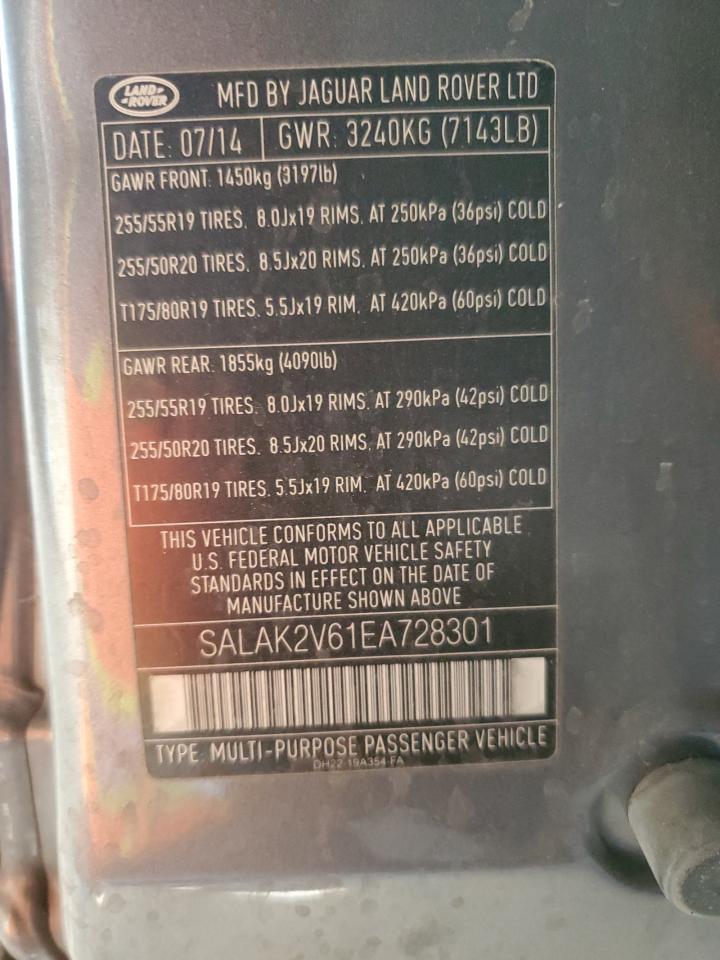 LAND ROVER
MFD BY JAGUAR LAND ROVER LTD
DATE: 07/14 GWR: 3240KG (7143LB)
GAWR FRONT: 1450kg (3197lb)
255/55R19 TIRES, 8.0Jx19 RIMS, AT 250kPa (36psi) COLD
255/50R20 TIRES, 8.5Jx20 RIMS, AT 250kPa (36psi) COLD
T175/80R19 TIRES, 5.5Jx19 RIM, AT 420kPa (60psi) COLD
GAWR REAR: 1855kg (4090lb)
255/55R19 TIRES, 8.0Jx19 RIMS, AT 290kPa (42psi) COLD
255/50R20 TIRES, 8.5Jx20 RIMS, AT 290kPa (42psi) COLD
T175/80R19 TIRES, 5.5Jx19 RIM, AT 420kPa (60psi) COLD
THIS VEHICLE CONFORMS TO ALL APPLICABLE
U.S. FEDERAL MOTOR VEHICLE SAFETY
STANDARDS IN EFFECT ON THE DATE OF
MANUFACTURE SHOWN ABOVE
SALAK2V61EA728301
TYPE: MULTI-PURPOSE PASSENGER VEHICLE
DH22-19A354-FA